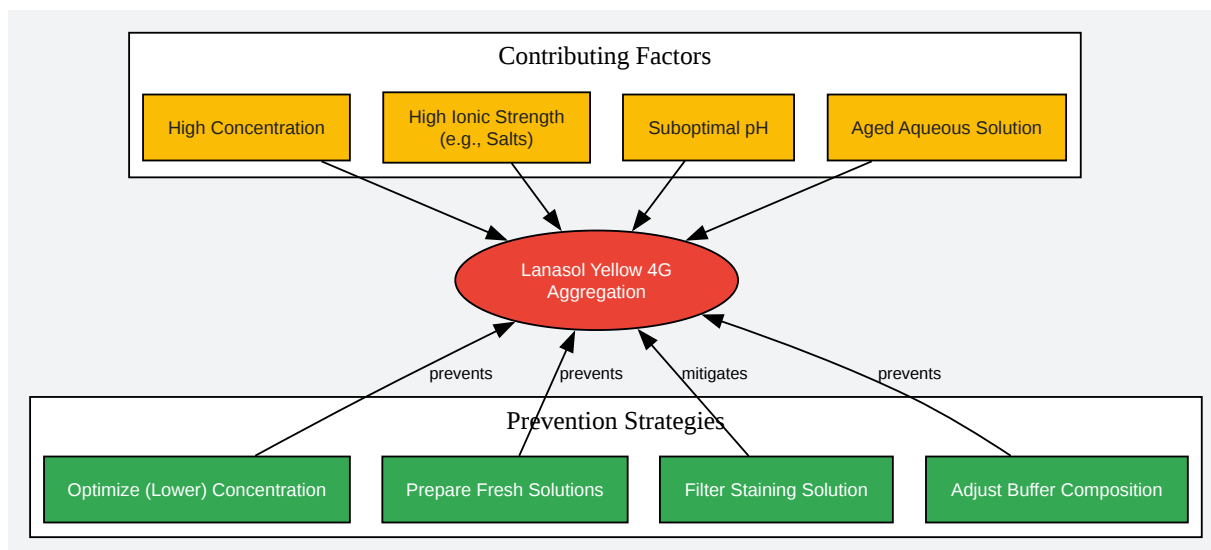 Contributing Factors
High Concentration
High Ionic Strength
(e.g., Salts)
Suboptimal pH
Aged Aqueous Solution
Lanasol Yellow 4G
Aggregation
prevents
prevents
mitigates
prevents
Prevention Strategies
Optimize (Lower) Concentration
Prepare Fresh Solutions
Filter Staining Solution
Adjust Buffer Composition